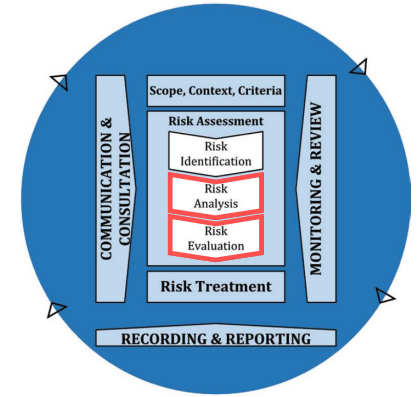 Scope, Context, Criteria
Risk Assessment
Risk
Identification
Risk
Analysis
Risk
Evaluation
Risk Treatment
COMMUNICATION &
CONSULTATION
MONITORING & REVIEW
RECORDING & REPORTING